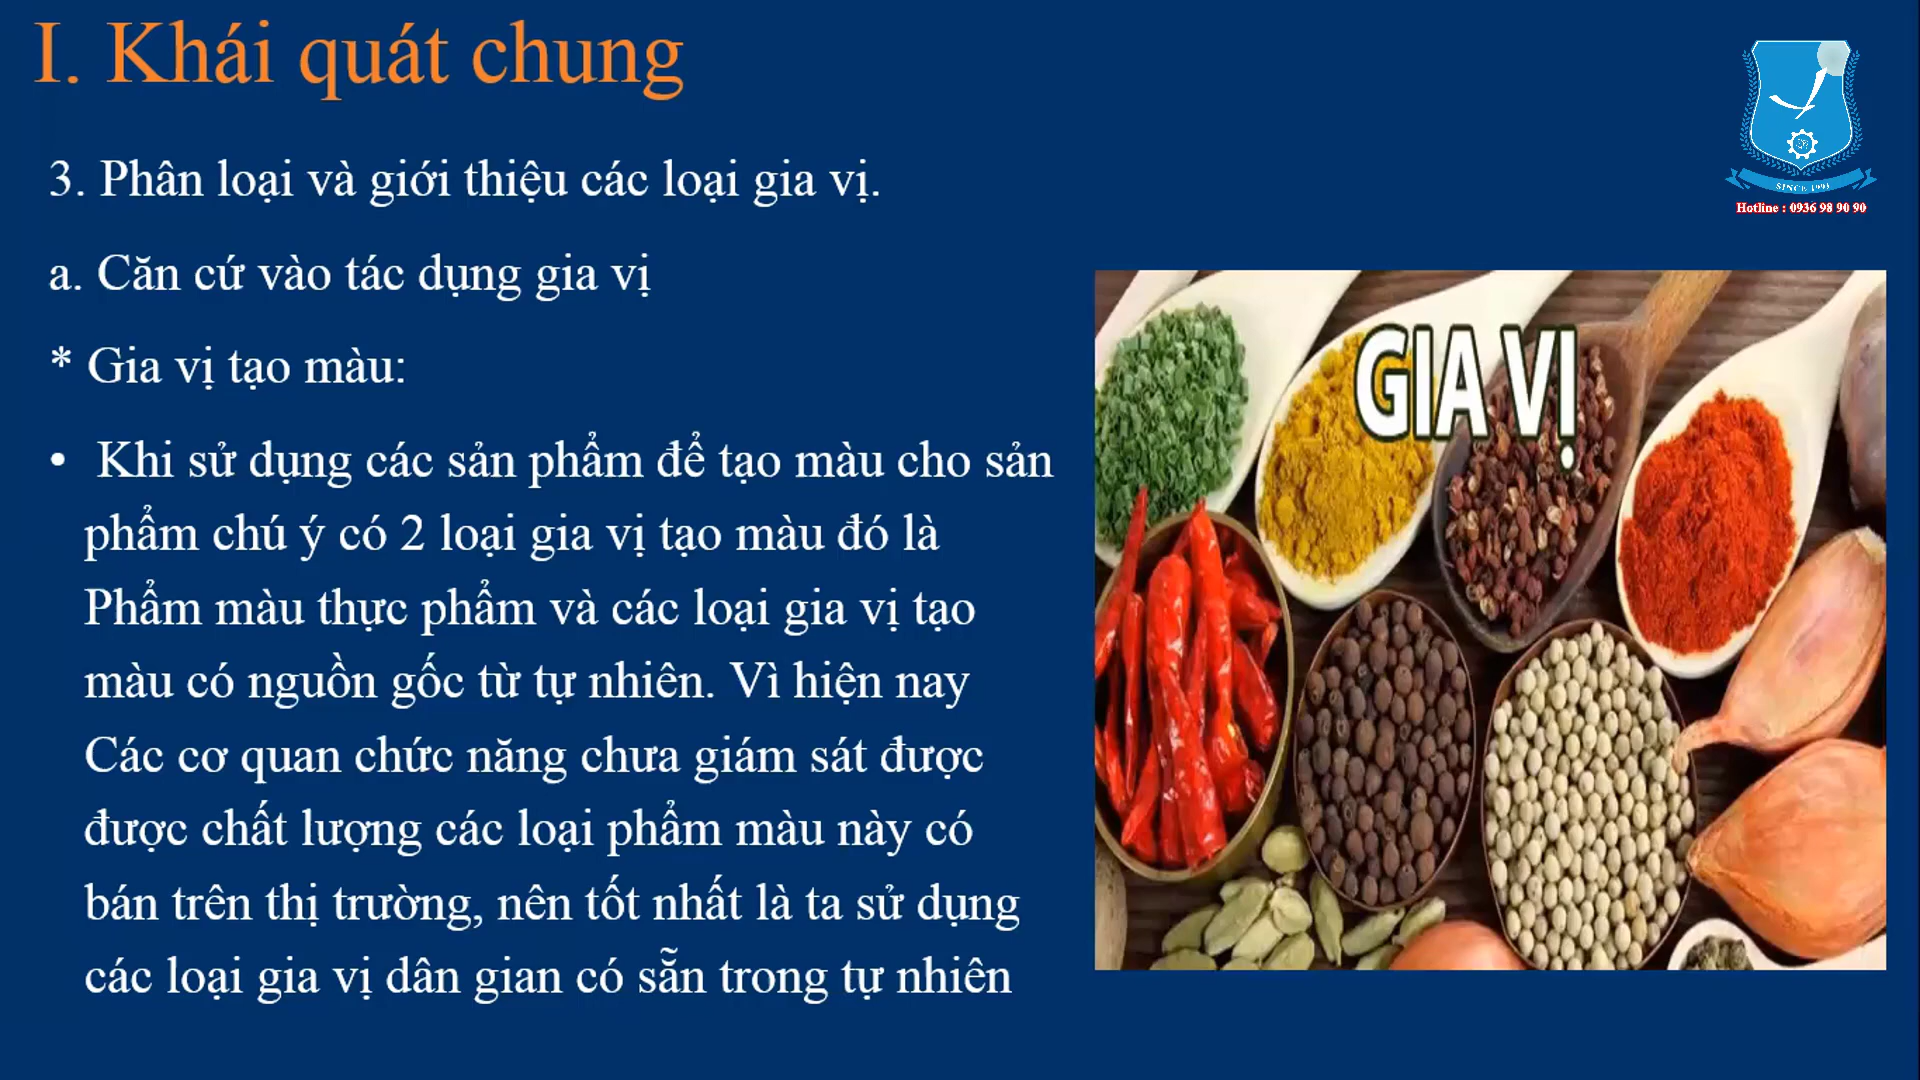 I. Khái quát chung
SINCE 1993
Hotline : 0936 98 90 90
3. Phân loại và giới thiệu các loại gia vị.
a. Căn cứ vào tác dụng gia vị
* Gia vị tạo màu:
• Khi sử dụng các sản phẩm để tạo màu cho sản
phẩm chú ý có 2 loại gia vị tạo màu đó là
Phẩm màu thực phẩm và các loại gia vị tạo
màu có nguồn gốc từ tự nhiên. Vì hiện nay
Các cơ quan chức năng chưa giám sát được
được chất lượng các loại phẩm màu này có
bán trên thị trường, nên tốt nhất là ta sử dụng
các loại gia vị dân gian có sẵn trong tự nhiên
GIA VỊ